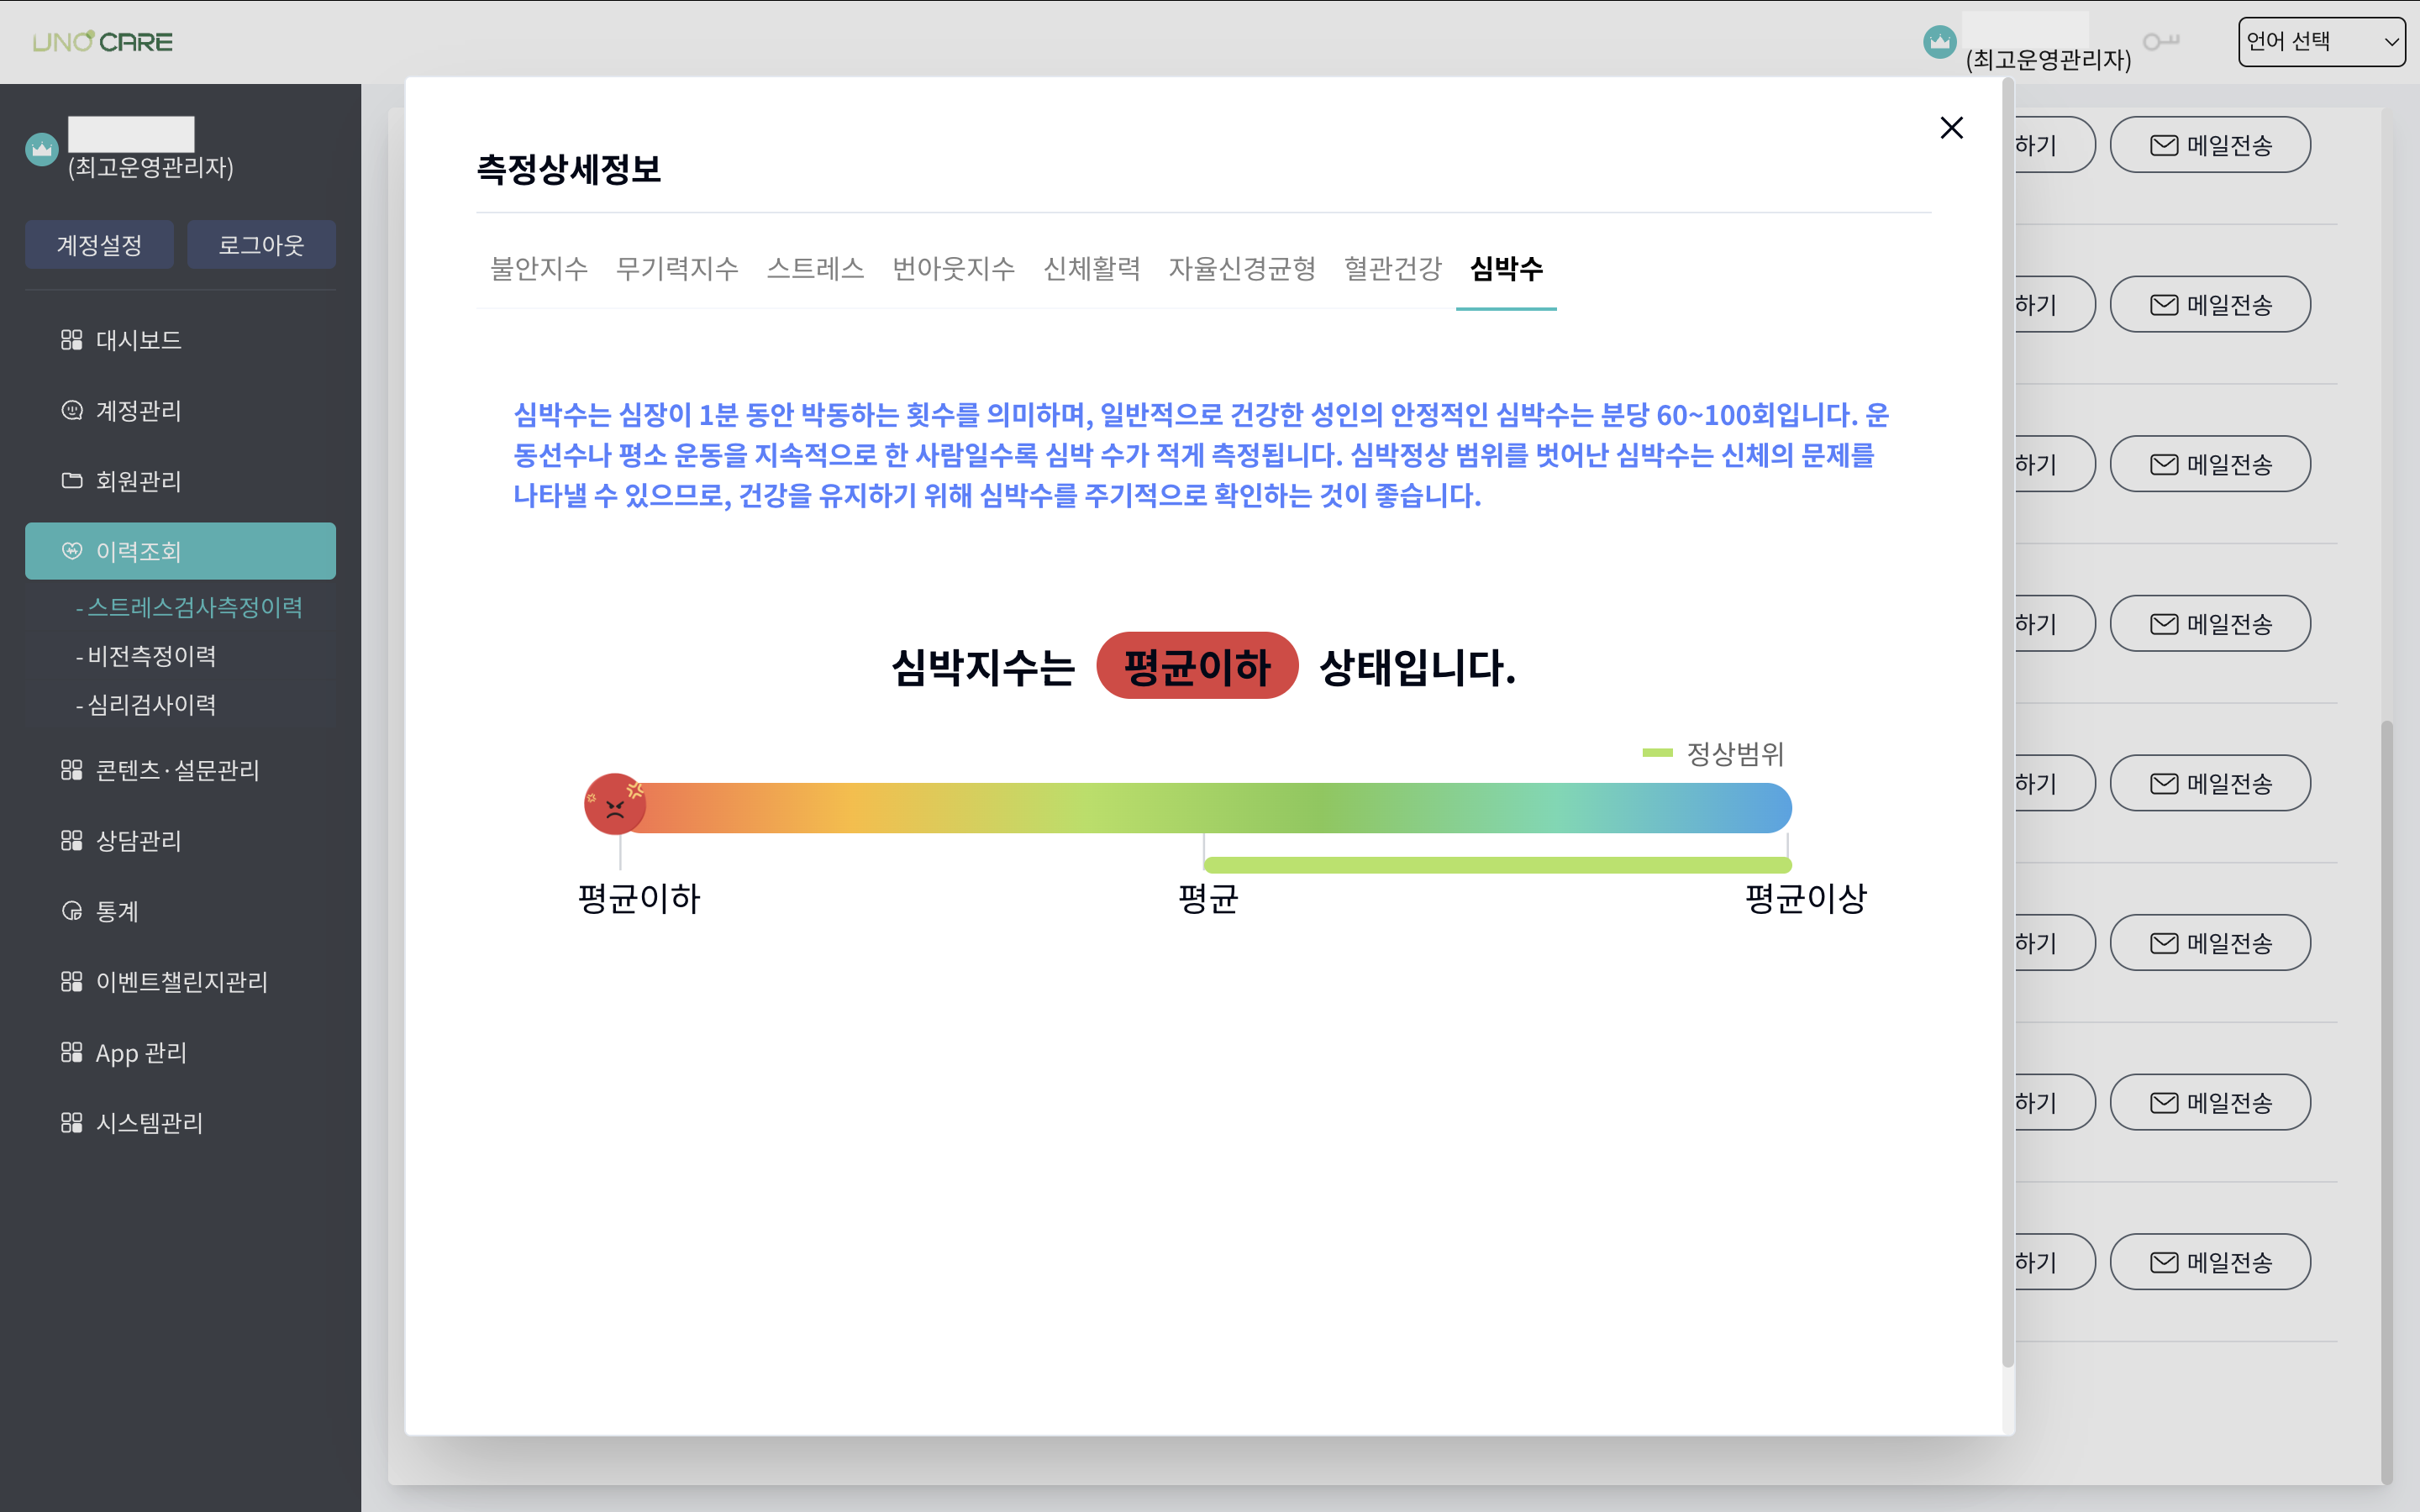 UNO CARE
(최고운영관리자)
언어 선택
(최고운영관리자)
계정설정
로그아웃
대시보드
계정관리
회원관리
이력조회
- 스트레스검사측정이력
- 비전측정이력
- 심리검사이력
콘텐츠·설문관리
상담관리
통계
이벤트챌린지관리
App 관리
시스템관리
측정상세정보
불안지수 무기력지수 스트레스 번아웃지수 신체활력 자율신경균형 혈관건강 심박수
심박수는 심장이 1분 동안 박동하는 횟수를 의미하며, 일반적으로 건강한 성인의 안정적인 심박수는 분당 60~100회입니다. 운
동선수나 평소 운동을 지속적으로 한 사람일수록 심박 수가 적게 측정됩니다. 심박정상 범위를 벗어난 심박수는 신체의 문제를
나타낼 수 있으므로, 건강을 유지하기 위해 심박수를 주기적으로 확인하는 것이 좋습니다.
심박지수는 평균이하 상태입니다.
정상범위
평균이하 평균 평균이상
하기 메일전송
하기 메일전송
하기 메일전송
하기 메일전송
하기 메일전송
하기 메일전송
하기 메일전송
하기 메일전송